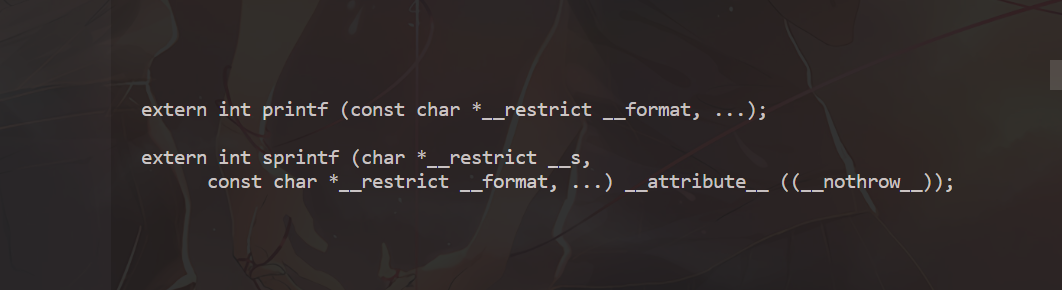 extern int printf (const char *__restrict __format, ...);
extern int sprintf (char *__restrict __s,
const char *__restrict __format, ...) __attribute__ ((__nothrow__));